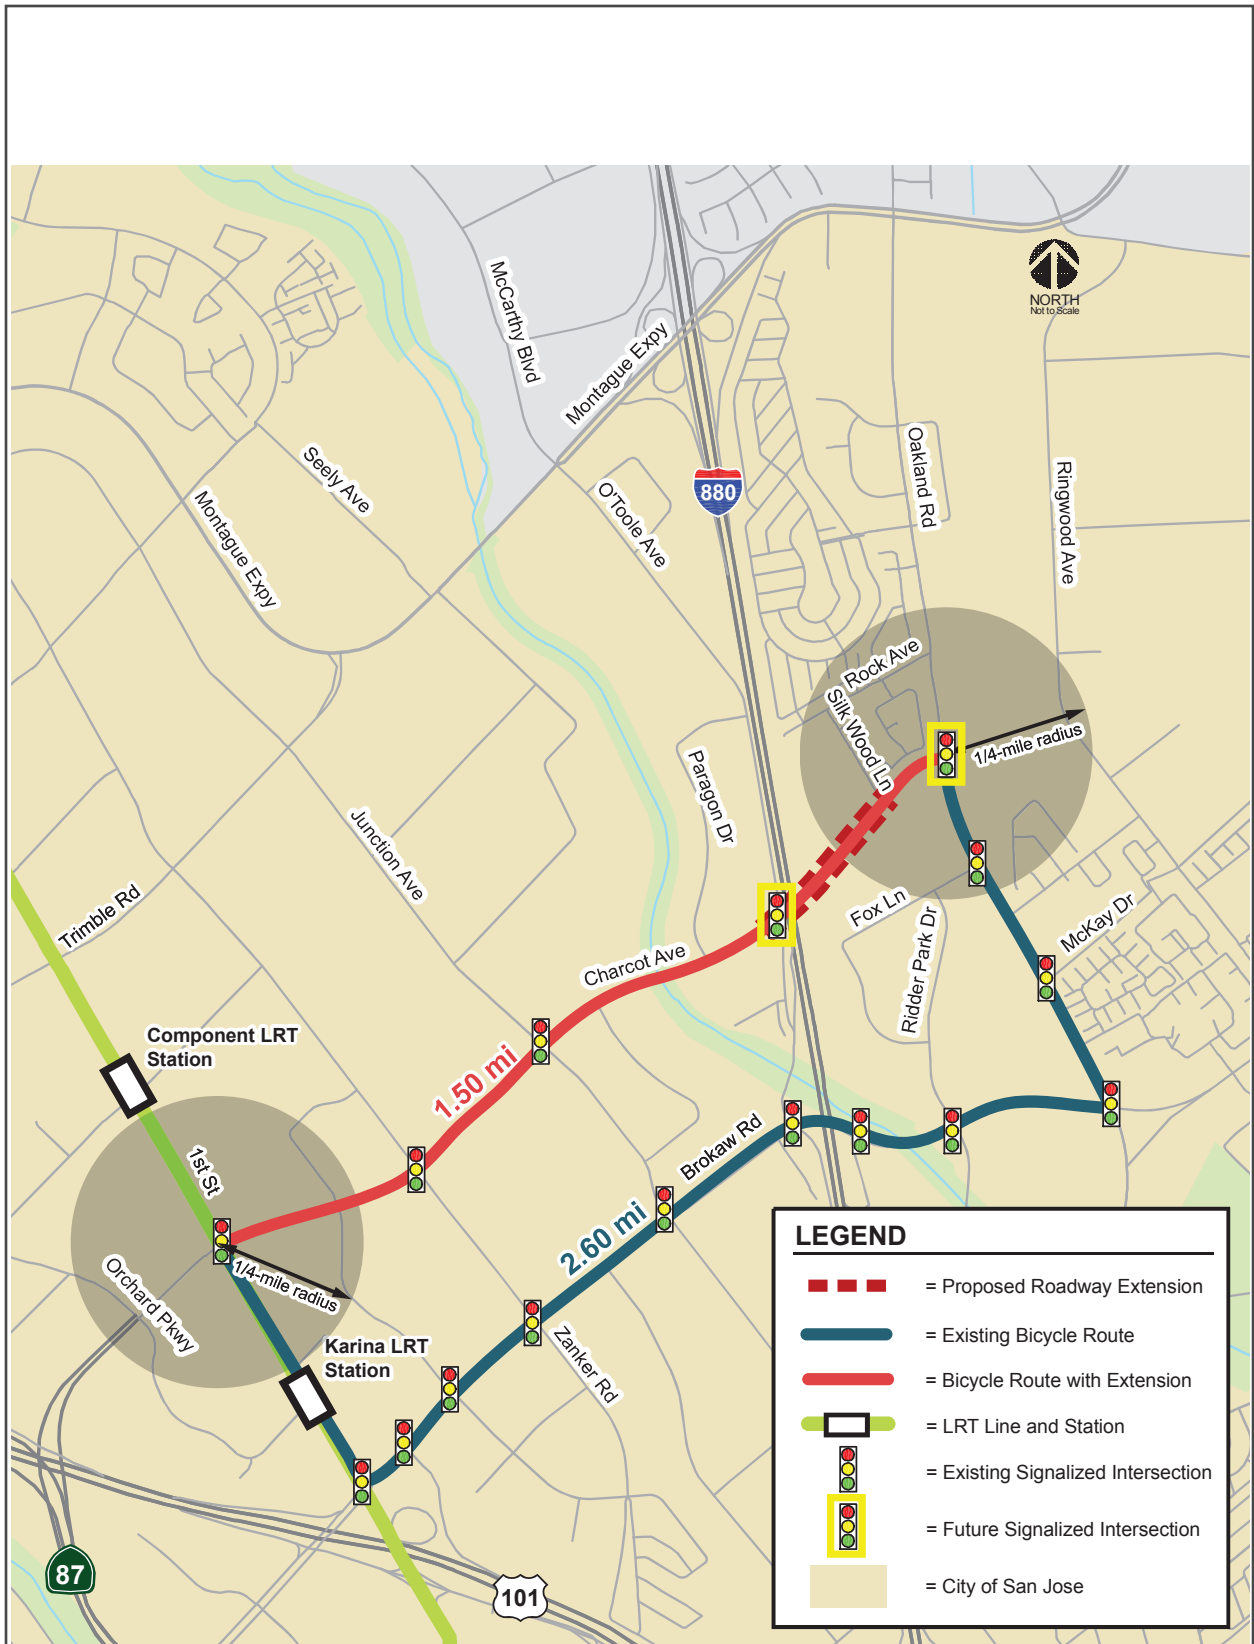 NORTH
Not to Scale
McCarthy Blvd
Montague Expy
Seely Ave
Montague Expy
O'Toole Ave
880
Oakland Rd
Ringwood Ave
Rock Ave
Silk Wood Ln
1/4-mile radius
Paragon Dr
Junction Ave
Trimble Rd
Charcot Ave
Fox Ln
Ridder Park Dr
McKay Dr
Component LRT
Station
1.50 mi
1st St
Brokaw Rd
2.60 mi
Orchard Pkwy
1/4-mile radius
Karina LRT
Station
Zanker Rd
87
101
LEGEND
= Proposed Roadway Extension
= Existing Bicycle Route
= Bicycle Route with Extension
= LRT Line and Station
= Existing Signalized Intersection
= Future Signalized Intersection
= City of San Jose